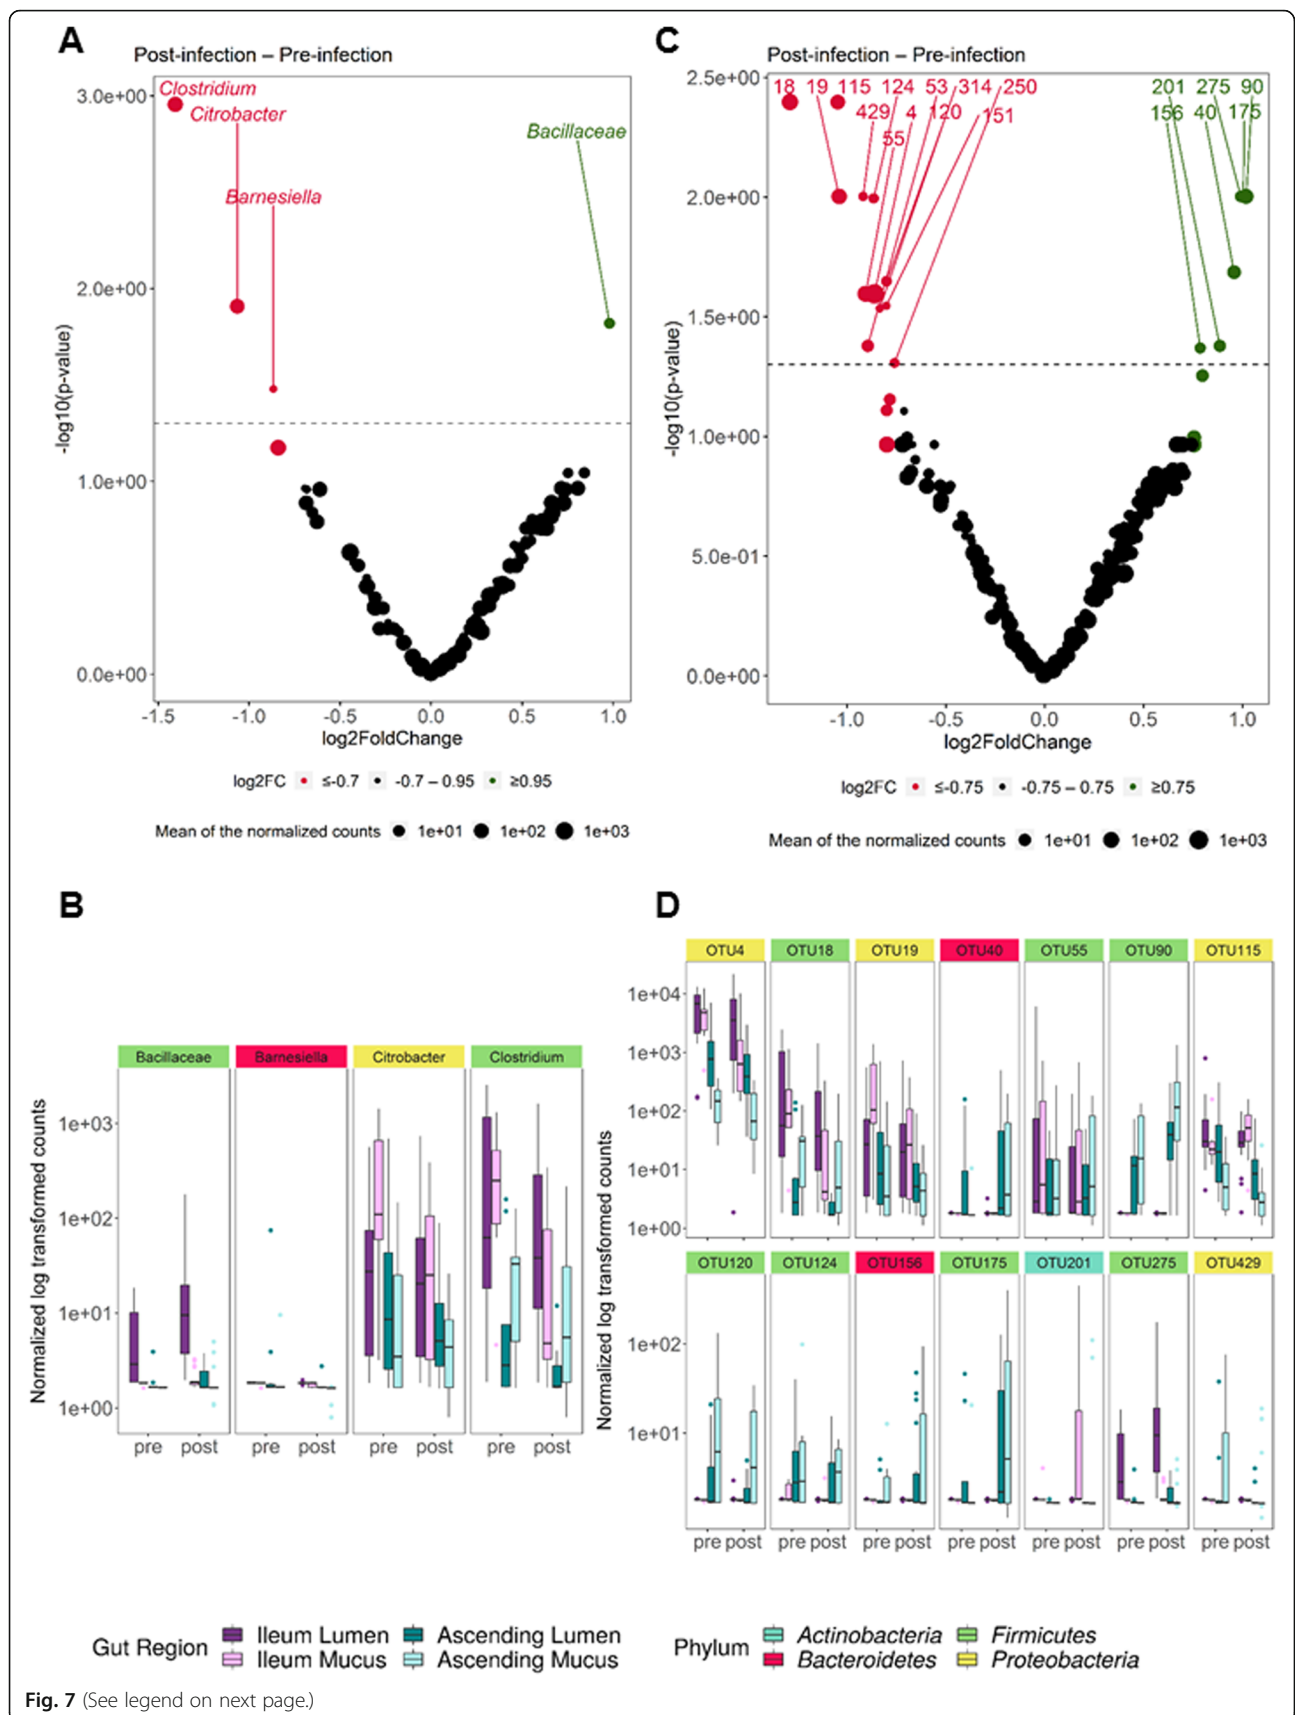 A
Post-infection – Pre-infection
Clostridium
Citrobacter
Barnesiella
Bacillaceae
3.0e+00
2.0e+00
1.0e+00
0.0e+00
-log10(p-value)
-1.5 -1.0 -0.5 0.0 0.5 1.0
log2FoldChange
log2FC ≤-0.7 -0.7 – 0.95 ≥0.95
Mean of the normalized counts 1e+01 1e+02 1e+03
C
Post-infection – Pre-infection
18 19 115 124 53 314 250 201 275 90
429 4 120 151 156 40 175
55
2.5e+00
2.0e+00
1.5e+00
1.0e+00
5.0e-01
0.0e+00
-log10(p-value)
-1.0 -0.5 0.0 0.5 1.0
log2FoldChange
log2FC ≤-0.75 -0.75 – 0.75 ≥0.75
Mean of the normalized counts 1e+01 1e+02 1e+03
B
Bacillaceae Barnesiella Citrobacter Clostridium
1e+03
1e+02
1e+01
1e+00
Normalized log transformed counts
pre post pre post pre post pre post
D
OTU4 OTU18 OTU19 OTU40 OTU55 OTU90 OTU115
1e+04
1e+03
1e+02
1e+01
1e+00
OTU120 OTU124 OTU156 OTU175 OTU201 OTU275 OTU429
1e+02
1e+01
Normalized log transformed counts
pre post pre post pre post pre post pre post pre post pre post
Gut Region Ileum Lumen Ascending Lumen
Ileum Mucus Ascending Mucus
Phylum Actinobacteria Firmicutes
Bacteroidetes Proteobacteria
Fig. 7 (See legend on next page.)